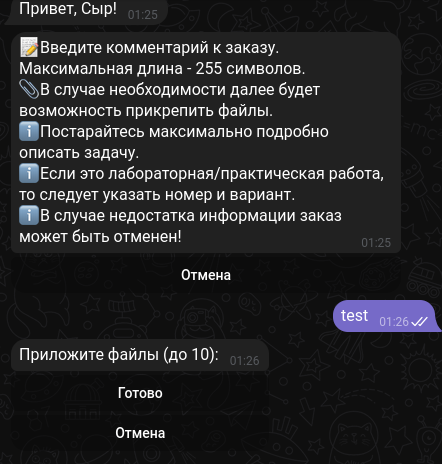 Привет, Сыр!
01:25
📝Введите комментарий к заказу.
Максимальная длина - 255 символов.
📎В случае необходимости далее будет
возможность прикрепить файлы.
ℹ️Постарайтесь максимально подробно
описать задачу.
ℹ️Если это лабораторная/практическая работа,
то следует указать номер и вариант.
ℹ️В случае недостатка информации заказ
может быть отменен!
01:25
Отмена
test 01:26
Приложите файлы (до 10): 01:26
Готово
Отмена